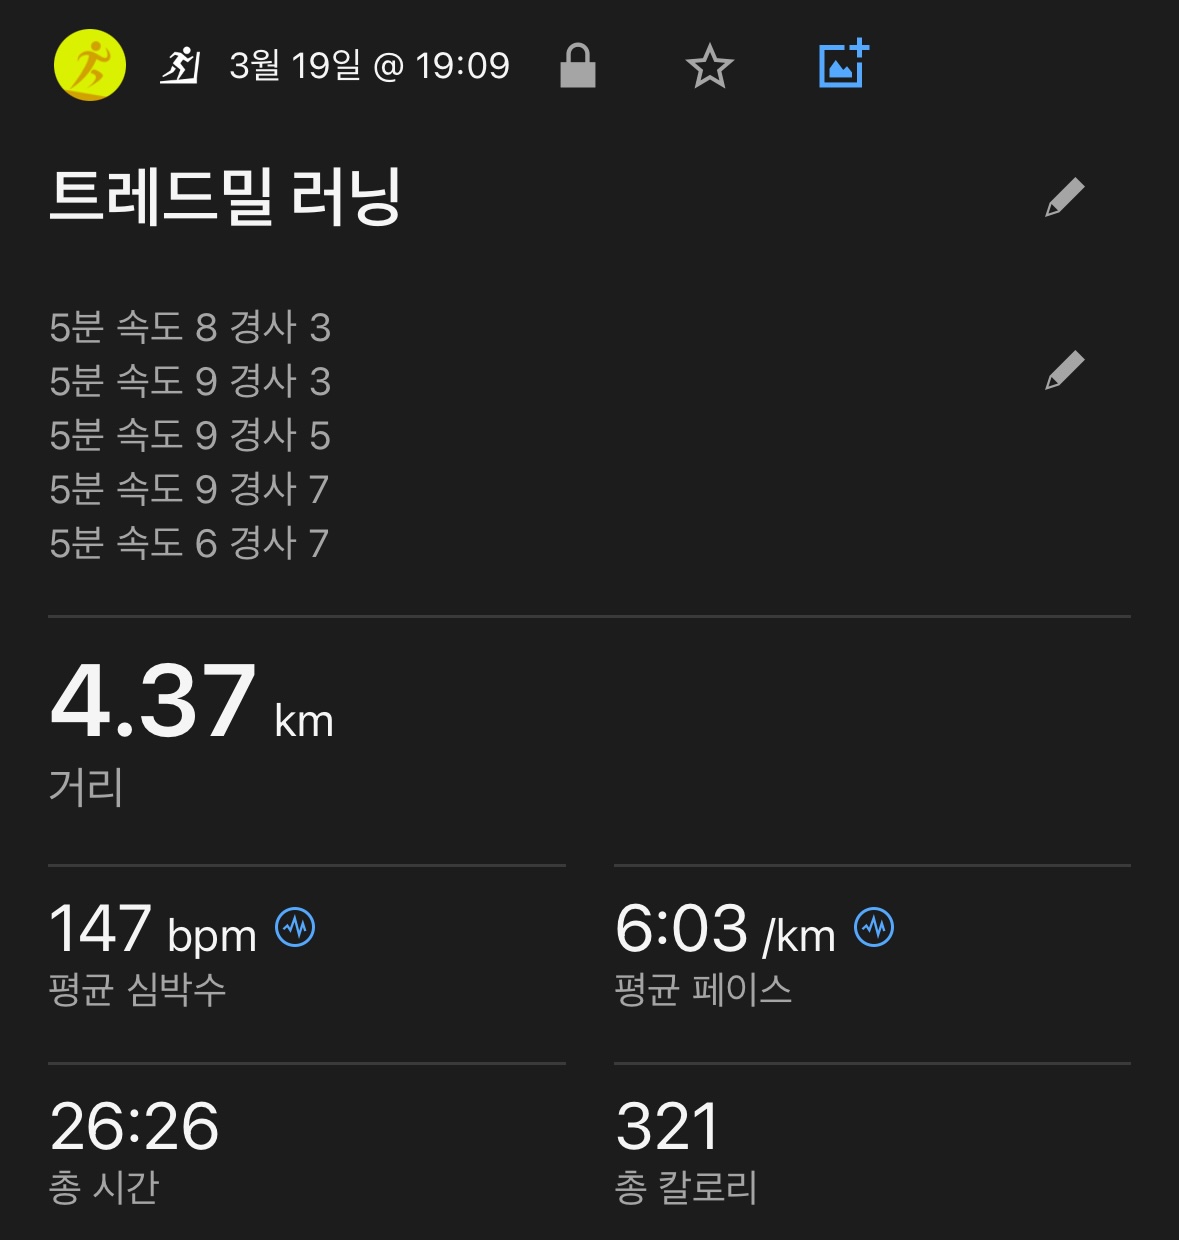 3월 19일 @ 19:09
트레드밀 러닝
5분 속도 8 경사 3
5분 속도 9 경사 3
5분 속도 9 경사 5
5분 속도 9 경사 7
5분 속도 6 경사 7
4.37 km
거리
147 bpm
평균 심박수
6:03 /km
평균 페이스
26:26
총 시간
321
총 칼로리